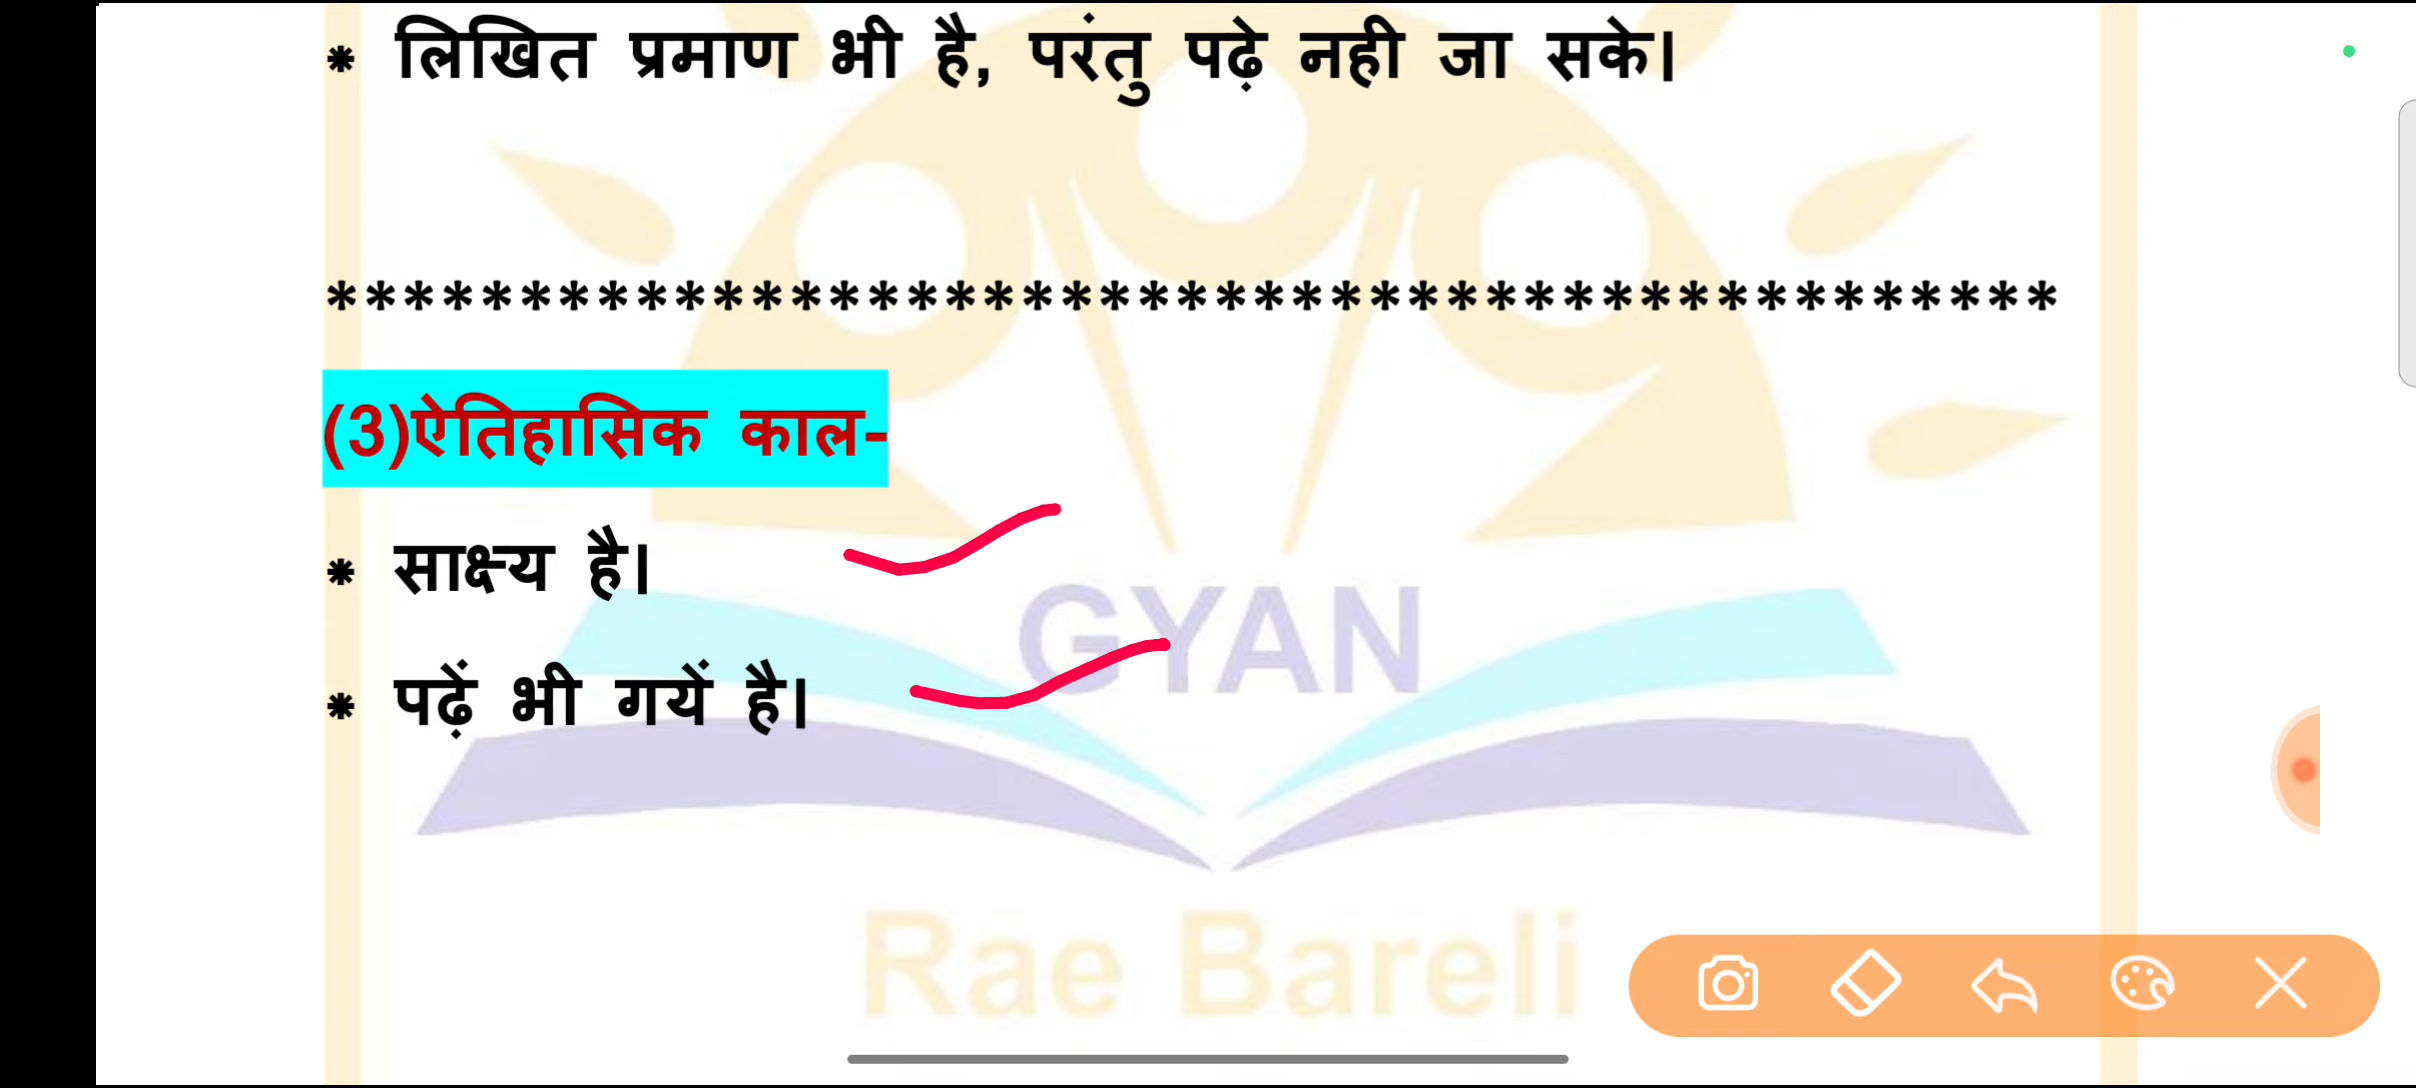 * लिखित प्रमाण भी है, परंतु पढ़े नही जा सके।
*********************************************
(3)ऐतिहासिक काल-
* साक्ष्य है।
* पढ़ें भी गयें है।
GYAN
Rae Bareli